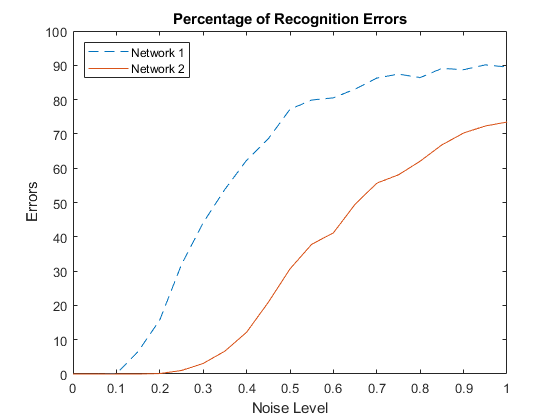 Percentage of Recognition Errors
100
90
80
70
60
50
40
30
20
10
0
Errors
Network 1
Network 2
0 0.1 0.2 0.3 0.4 0.5 0.6 0.7 0.8 0.9 1
Noise Level